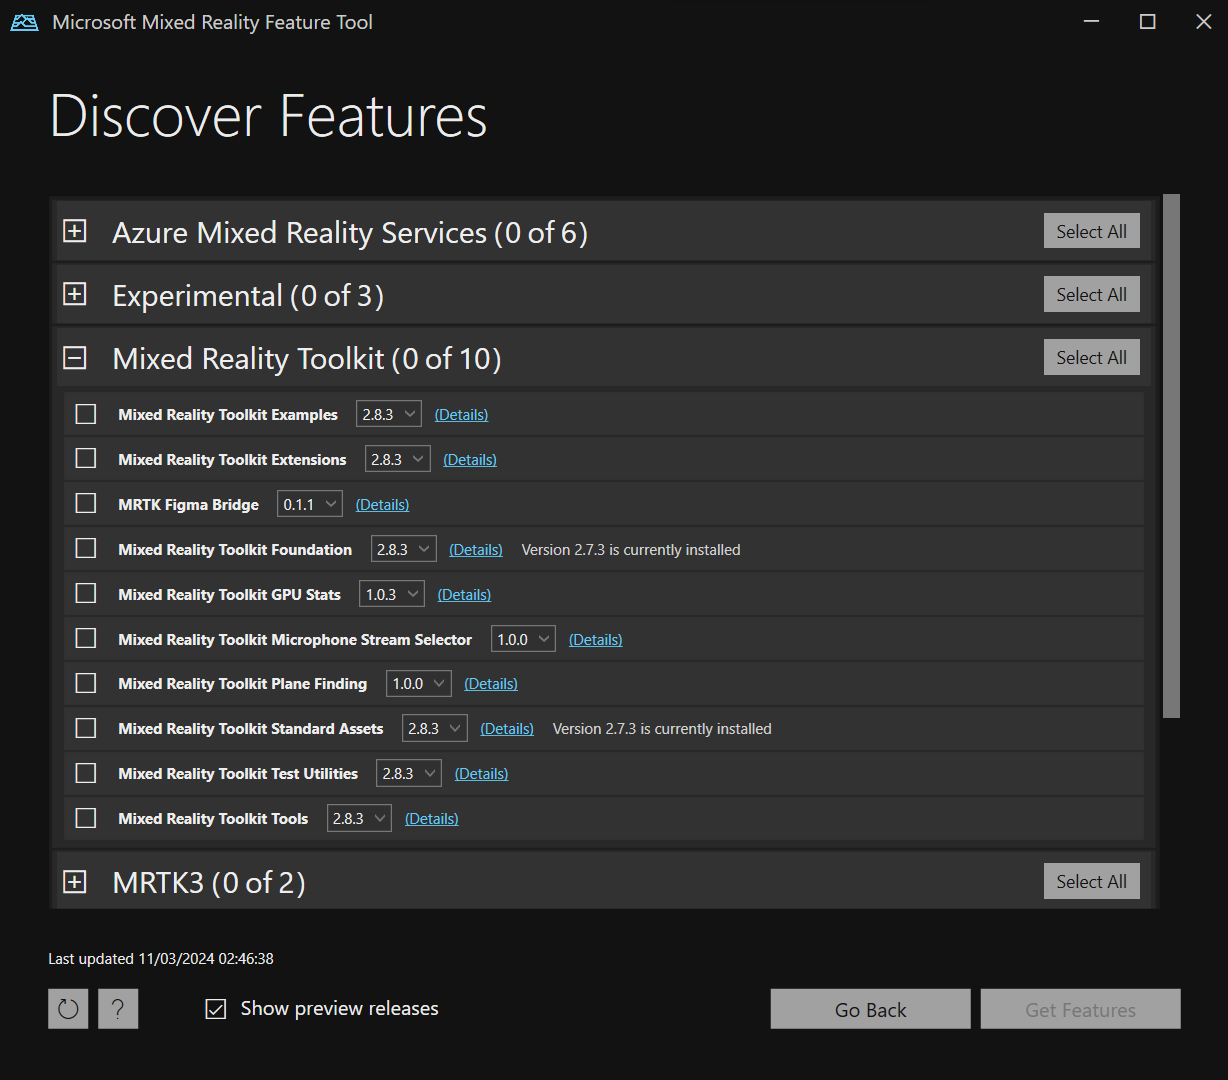 Microsoft Mixed Reality Feature Tool
Discover Features
Azure Mixed Reality Services (0 of 6) Select All
Experimental (0 of 3) Select All
Mixed Reality Toolkit (0 of 10) Select All
Mixed Reality Toolkit Examples 2.8.3 (Details)
Mixed Reality Toolkit Extensions 2.8.3 (Details)
MRTK Figma Bridge 0.1.1 (Details)
Mixed Reality Toolkit Foundation 2.8.3 (Details) Version 2.7.3 is currently installed
Mixed Reality Toolkit GPU Stats 1.0.3 (Details)
Mixed Reality Toolkit Microphone Stream Selector 1.0.0 (Details)
Mixed Reality Toolkit Plane Finding 1.0.0 (Details)
Mixed Reality Toolkit Standard Assets 2.8.3 (Details) Version 2.7.3 is currently installed
Mixed Reality Toolkit Test Utilities 2.8.3 (Details)
Mixed Reality Toolkit Tools 2.8.3 (Details)
MRTK3 (0 of 2) Select All
Last updated 11/03/2024 02:46:38
? Show preview releases Go Back Get Features